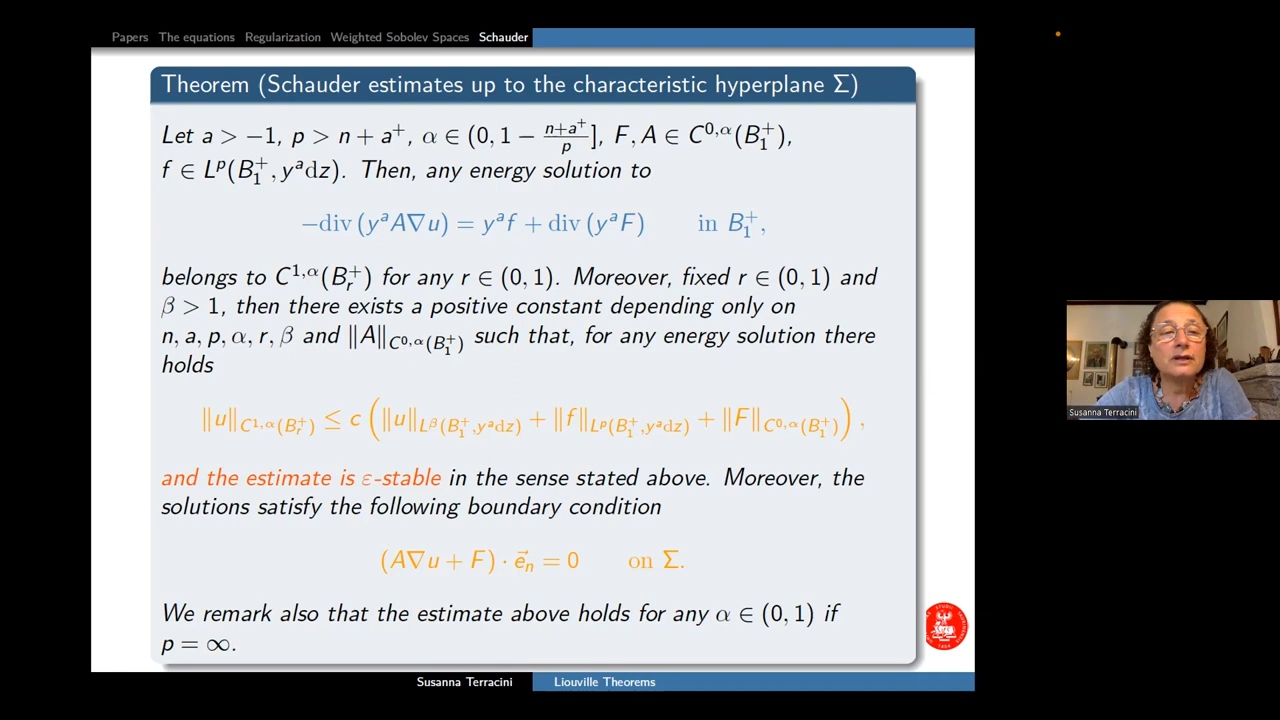 Papers The equations Regularization Weighted Sobolev Spaces Schauder
Theorem (Schauder estimates up to the characteristic hyperplane Σ)
Let a > −1, p > n + a⁺, α ∈ (0, 1 − (n+a⁺)/p], F, A ∈ C^{0,α}(B₁⁺),
f ∈ L^p(B₁⁺, y^a dz). Then, any energy solution to
−div (y^a A∇u) = y^a f + div (y^a F) in B₁⁺,
belongs to C^{1,α}(B_r⁺) for any r ∈ (0, 1). Moreover, fixed r ∈ (0, 1) and
β > 1, then there exists a positive constant depending only on
n, a, p, α, r, β and ‖A‖_{C^{0,α}(B₁⁺)} such that, for any energy solution there
holds
‖u‖_{C^{1,α}(B_r⁺)} ≤ c (‖u‖_{L^β(B₁⁺, y^a dz)} + ‖f‖_{L^p(B₁⁺, y^a dz)} + ‖F‖_{C^{0,α}(B₁⁺)}),
and the estimate is ε-stable in the sense stated above. Moreover, the
solutions satisfy the following boundary condition
(A∇u + F) · e⃗_n = 0 on Σ.
We remark also that the estimate above holds for any α ∈ (0, 1) if
p = ∞.
Susanna Terracini Liouville Theorems
Susanna Terracini